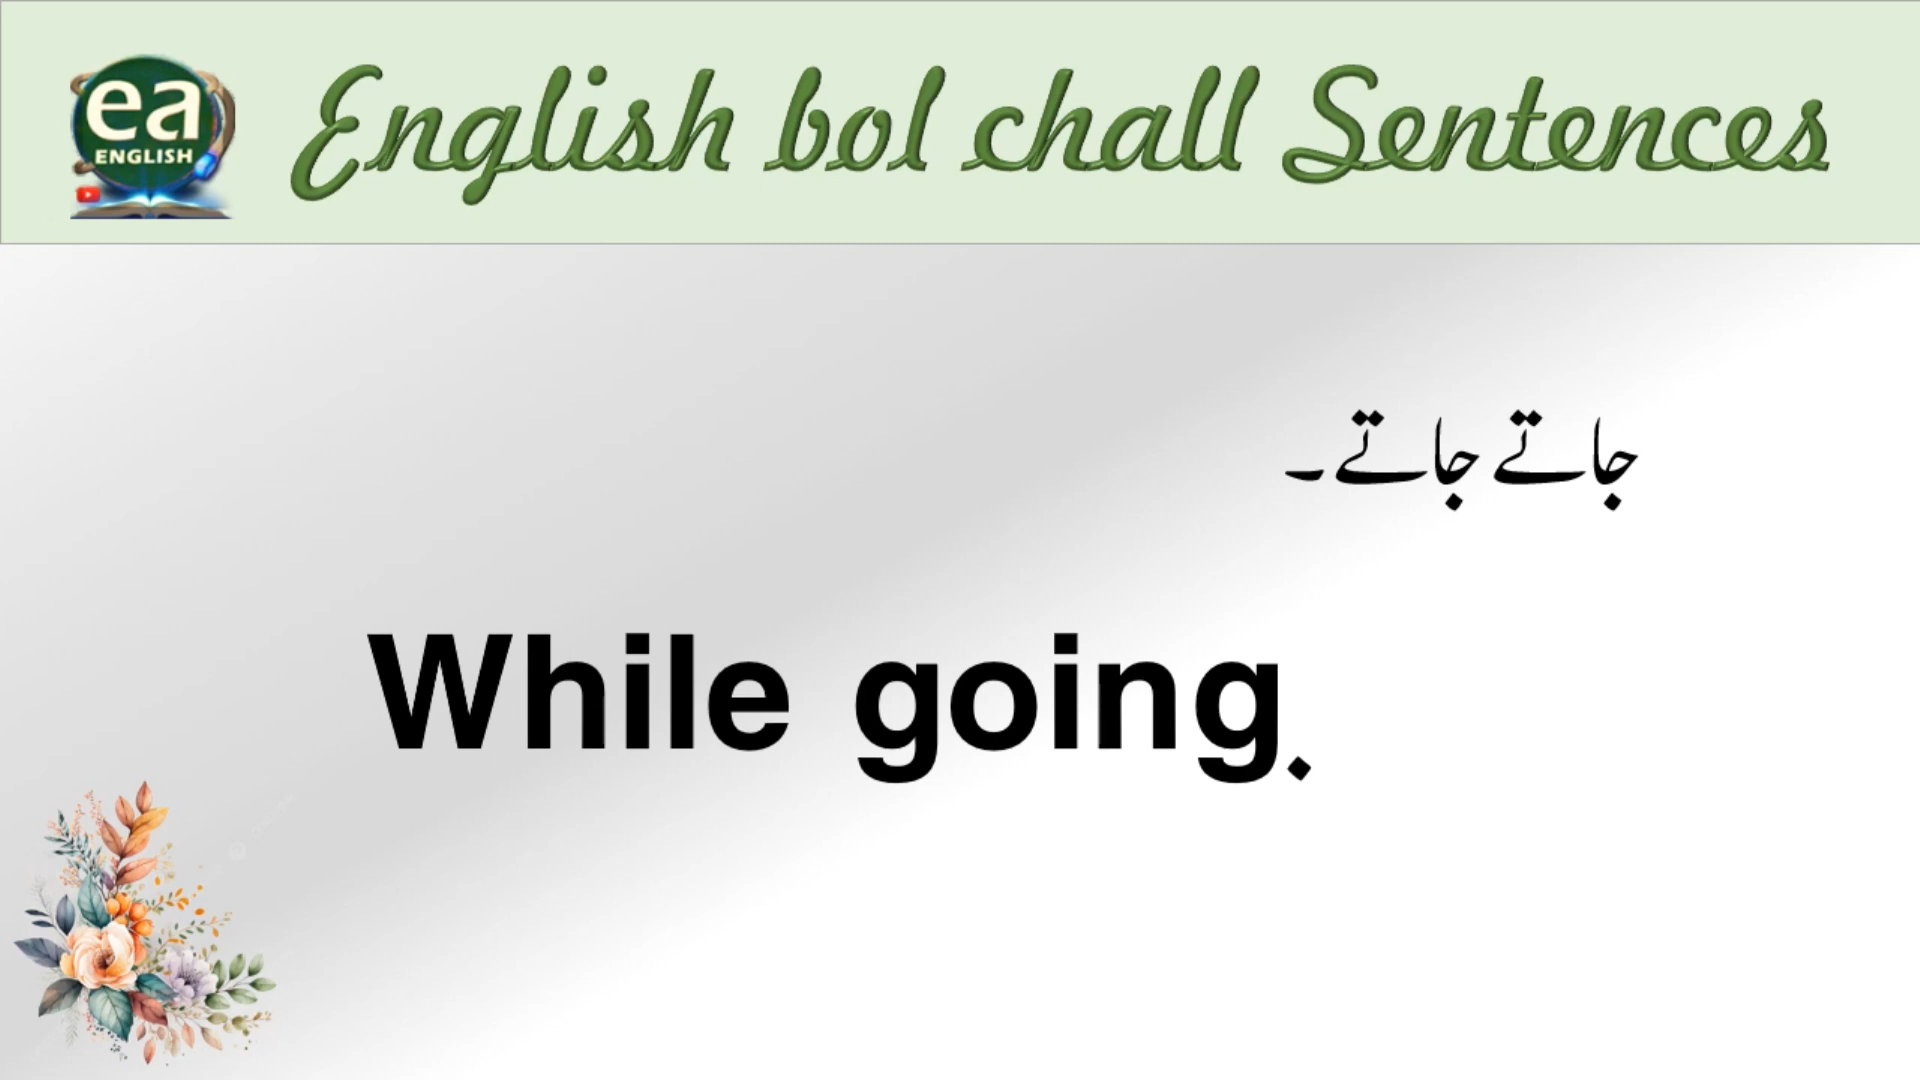 ea
ENGLISH
English bol chall Sentences
جاتے جاتے۔
While going.